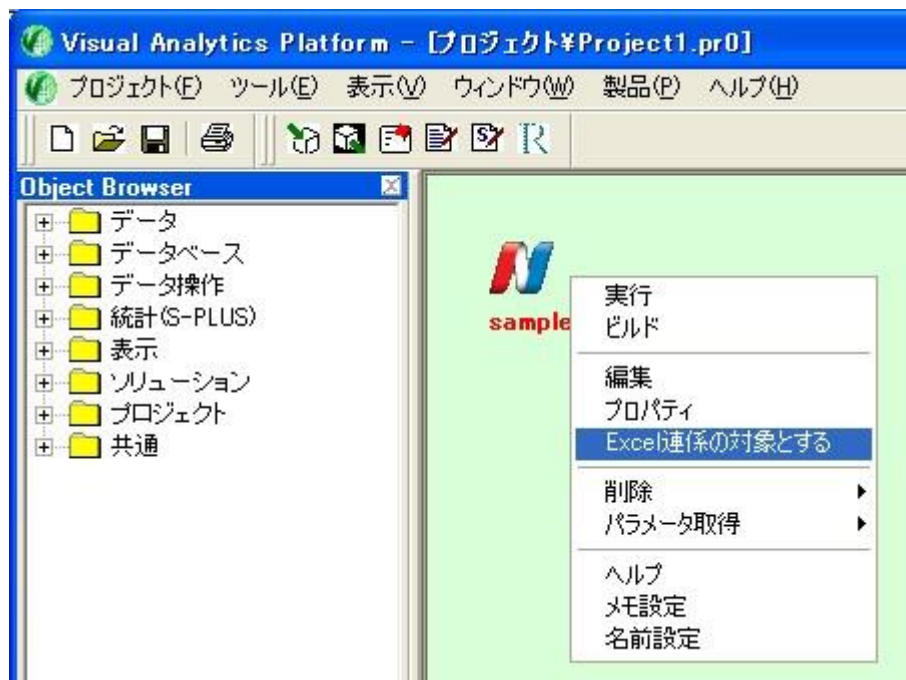 Visual Analytics Platform - [プロジェクト¥Project1.pr0]
プロジェクト(F) ツール(E) 表示(V) ウィンドウ(W) 製品(P) ヘルプ(H)
Object Browser
データ
データベース
データ操作
統計(S-PLUS)
表示
ソリューション
プロジェクト
共通
sample
実行
ビルド
編集
プロパティ
Excel連係の対象とする
削除
パラメータ取得
ヘルプ
メモ設定
名前設定